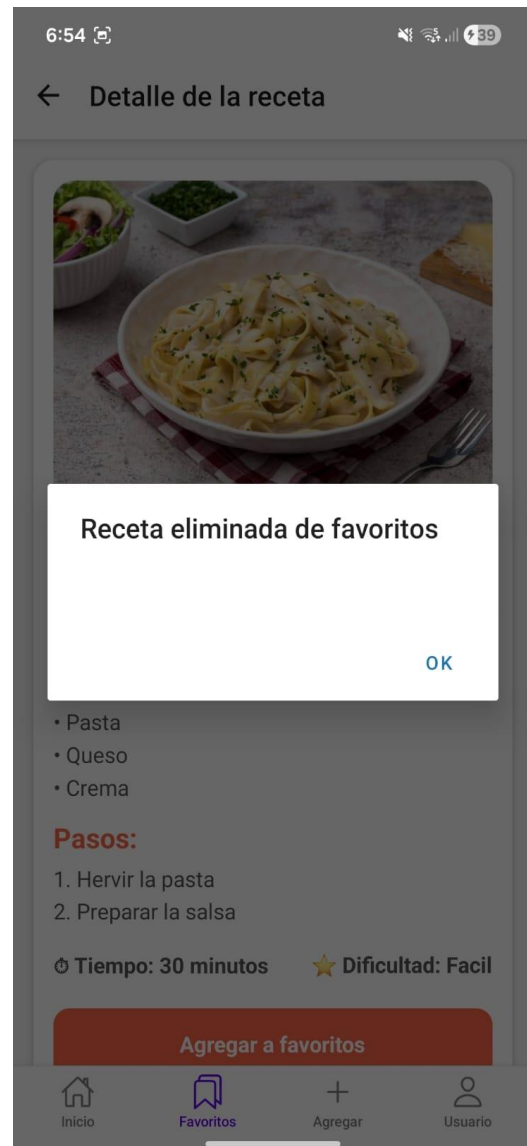 6:54
39
← Detalle de la receta
Receta eliminada de favoritos
OK
• Pasta
• Queso
• Crema
Pasos:
1. Hervir la pasta
2. Preparar la salsa
⏱ Tiempo: 30 minutos ⭐ Dificultad: Facil
Agregar a favoritos
Inicio Favoritos Agregar Usuario